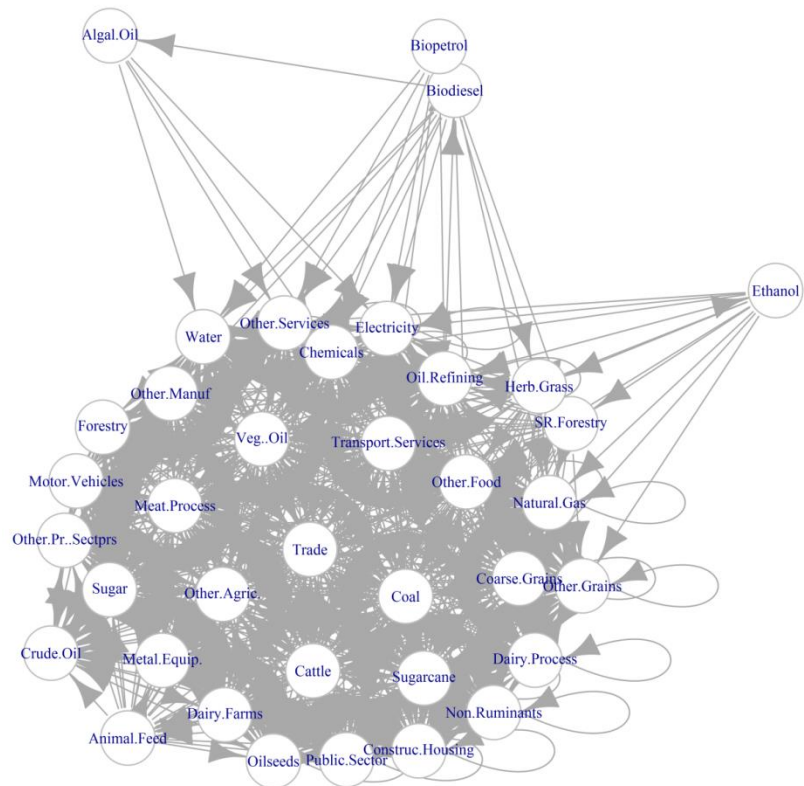 Algal.Oil
Biopetrol
Biodiesel
Ethanol
Other.Services
Electricity
Water
Chemicals
Oil.Refining
Herb.Grass
Other.Manuf
SR.Forestry
Forestry
Veg..Oil
Transport.Services
Motor.Vehicles
Other.Food
Natural.Gas
Meat.Process
Other.Pr..Sectprs
Trade
Sugar
Other.Agric.
Coal
Coarse.Grains
Other.Grains
Crude.Oil
Metal.Equip.
Cattle
Sugarcane
Dairy.Process
Dairy.Farms
Non.Ruminants
Animal.Feed
Oilseeds
Public.Sector
Construc.Housing